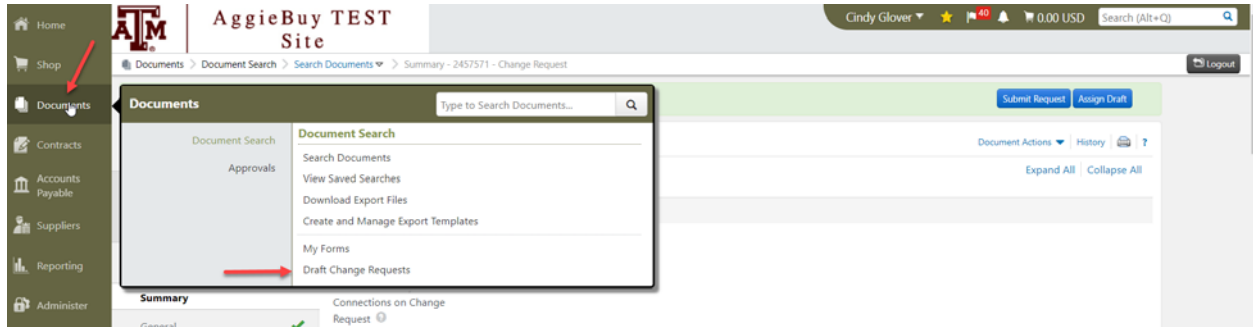 Home
Shop
Documents
Contracts
Accounts
Payable
Suppliers
Reporting
Administer
ATM
AggieBuy TEST
Site
Cindy Glover ▼ 40 0.00 USD Search (Alt+Q)
Documents > Document Search > Search Documents > Summary - 2457571 - Change Request
Logout
Documents Type to Search Documents...
Submit Request Assign Draft
Document Search
Approvals
Document Search
Search Documents
View Saved Searches
Download Export Files
Create and Manage Export Templates
My Forms
Draft Change Requests
Document Actions ▼ History ?
Expand All Collapse All
Summary
General
Connections on Change
Request